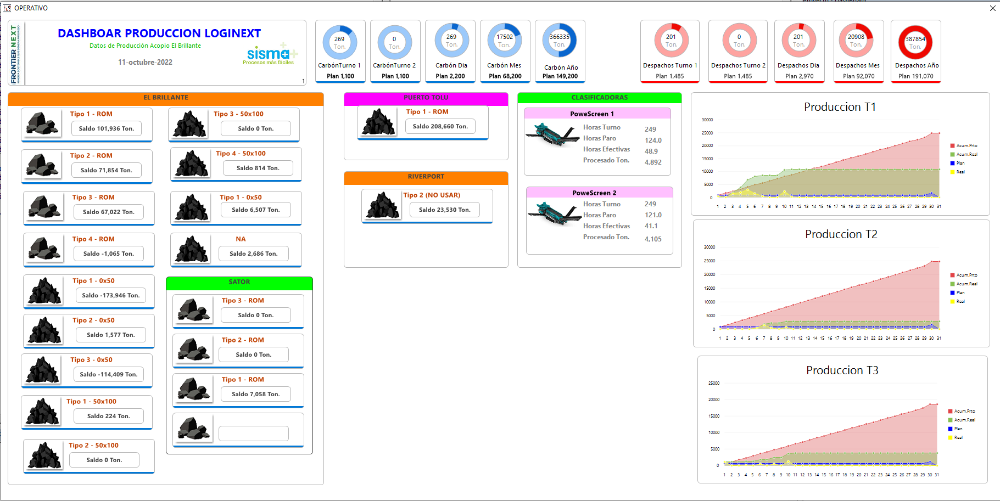 OPERATIVO
FRONTIER NEXT
DASHBOAR PRODUCCION LOGINEXT
Datos de Producción Acopio El Brillante
11-octubre-2022
sisma
Procesos más fáciles
1
269
Ton.
CarbónTurno 1
Plan 1,100
0
Ton.
CarbónTurno 2
Plan 1,100
269
Ton.
Carbón Dia
Plan 2,200
17502
Ton.
Carbón Mes
Plan 68,200
366335
Ton.
Carbón Año
Plan 149,200
201
Ton.
Despachos Turno 1
Plan 1,485
0
Ton.
Despachos Turno 2
Plan 1,485
201
Ton.
Despachos Dia
Plan 2,970
20908
Ton.
Despachos Mes
Plan 92,070
387854
Ton.
Despachos Año
Plan 191,070
EL BRILLANTE
Tipo 1 - ROM
Saldo 101,936 Ton.
Tipo 2 - ROM
Saldo 71,854 Ton.
Tipo 3 - ROM
Saldo 67,022 Ton.
Tipo 4 - ROM
Saldo -1,065 Ton.
Tipo 1 - 0x50
Saldo -173,946 Ton.
Tipo 2 - 0x50
Saldo 1,577 Ton.
Tipo 3 - 0x50
Saldo -114,409 Ton.
Tipo 1 - 50x100
Saldo 224 Ton.
Tipo 2 - 50x100
Saldo 0 Ton.
Tipo 3 - 50x100
Saldo 0 Ton.
Tipo 4 - 50x100
Saldo 814 Ton.
Tipo 1 - 0x50
Saldo 6,507 Ton.
NA
Saldo 2,686 Ton.
SATOR
Tipo 3 - ROM
Saldo 0 Ton.
Tipo 2 - ROM
Saldo 0 Ton.
Tipo 1 - ROM
Saldo 7,058 Ton.
PUERTO TOLU
Tipo 1 - ROM
Saldo 208,660 Ton.
RIVERPORT
Tipo 2 (NO USAR)
Saldo 23,530 Ton.
CLASIFICADORAS
PoweScreen 1
Horas Turno 249
Horas Paro 124.0
Horas Efectivas 48.9
Procesado Ton. 4,892
PoweScreen 2
Horas Turno 249
Horas Paro 121.0
Horas Efectivas 41.1
Procesado Ton. 4,105
Produccion T1
30000
25000
20000
15000
10000
5000
0
1 2 3 4 5 6 7 8 9 10 11 12 13 14 15 16 17 18 19 20 21 22 23 24 25 26 27 28 29 30 31
Acum.Prto
Acum.Real
Plan
Real
Produccion T2
30000
25000
20000
15000
10000
5000
0
1 2 3 4 5 6 7 8 9 10 11 12 13 14 15 16 17 18 19 20 21 22 23 24 25 26 27 28 29 30 31
Acum.Prto
Acum.Real
Plan
Real
Produccion T3
25000
20000
15000
10000
5000
0
1 2 3 4 5 6 7 8 9 10 11 12 13 14 15 16 17 18 19 20 21 22 23 24 25 26 27 28 29 30 31
Acum.Prto
Acum.Real
Plan
Real